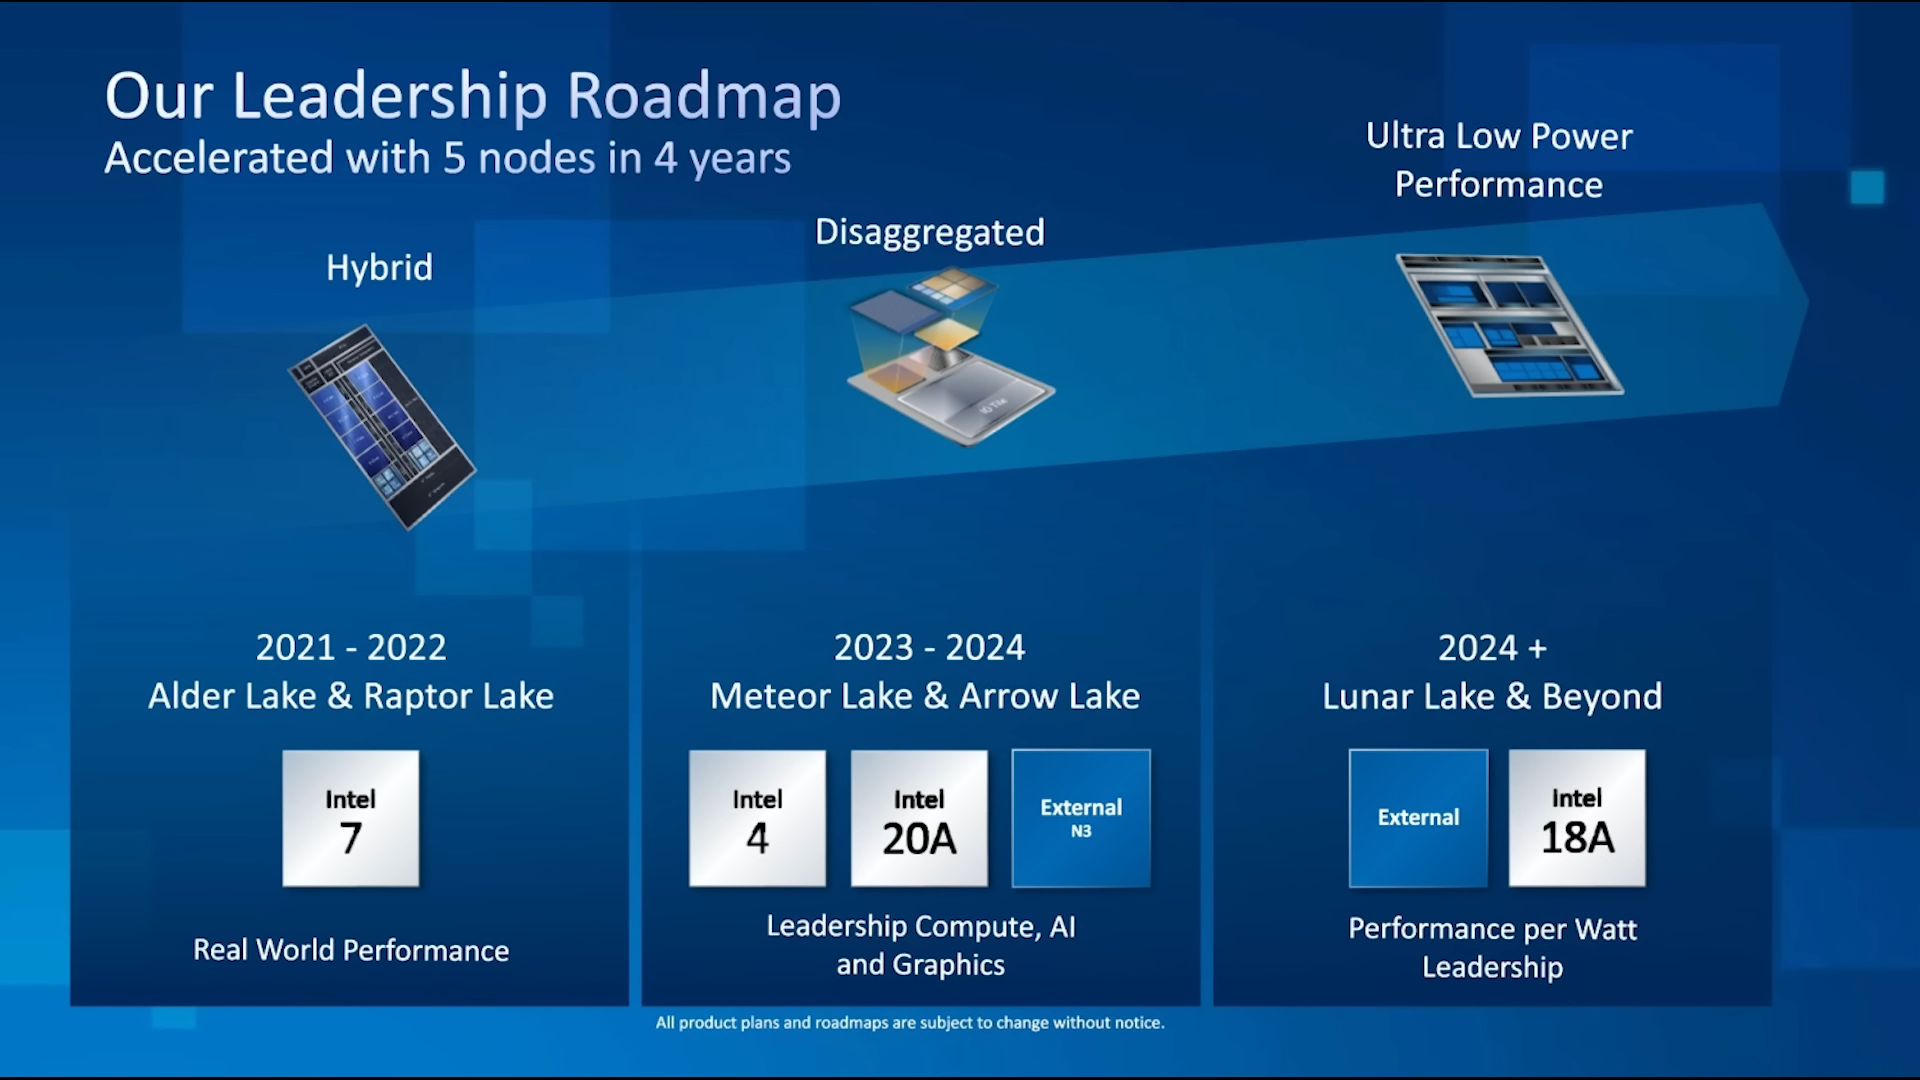 Our Leadership Roadmap
Accelerated with 5 nodes in 4 years
Hybrid
Disaggregated
Ultra Low Power
Performance
IO Tile
2021 - 2022
Alder Lake & Raptor Lake
Intel
7
Real World Performance
2023 - 2024
Meteor Lake & Arrow Lake
Intel
4
Intel
20A
External
N3
Leadership Compute, AI
and Graphics
2024 +
Lunar Lake & Beyond
External
Intel
18A
Performance per Watt
Leadership
All product plans and roadmaps are subject to change without notice.